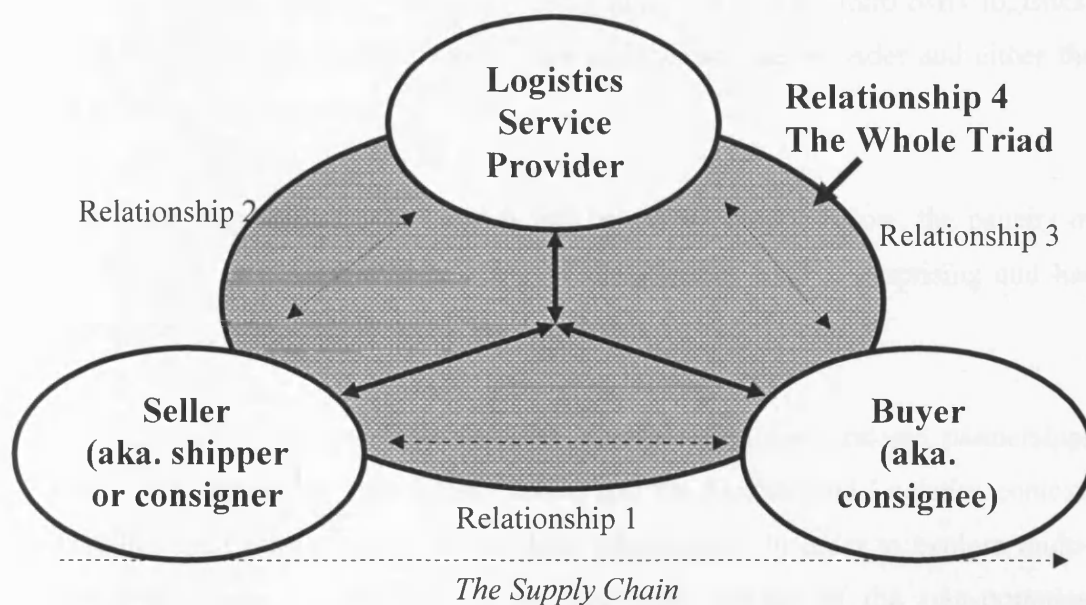 Logistics
Service
Provider
Relationship 4
The Whole Triad
Relationship 2
Relationship 3
Seller
(aka. shipper
or consigner
Buyer
(aka.
consignee)
Relationship 1
The Supply Chain